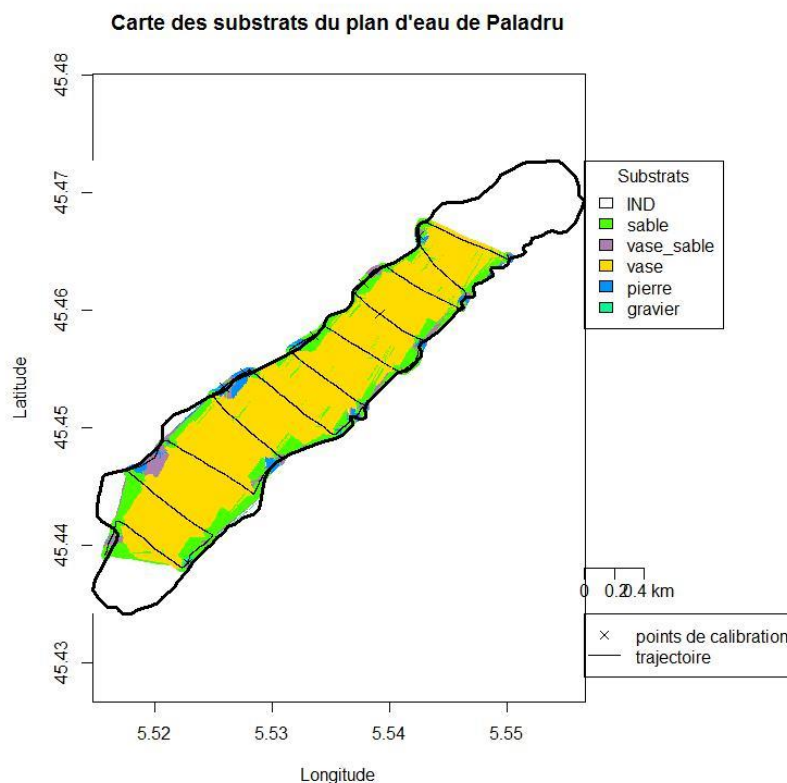 Carte des substrats du plan d'eau de Paladru
45.48
45.47
45.46
45.45
45.44
45.43
Latitude
5.52 5.53 5.54 5.55
Longitude
Substrats
IND
sable
vase_sable
vase
pierre
gravier
0 0.2 0.4 km
points de calibration
trajectoire